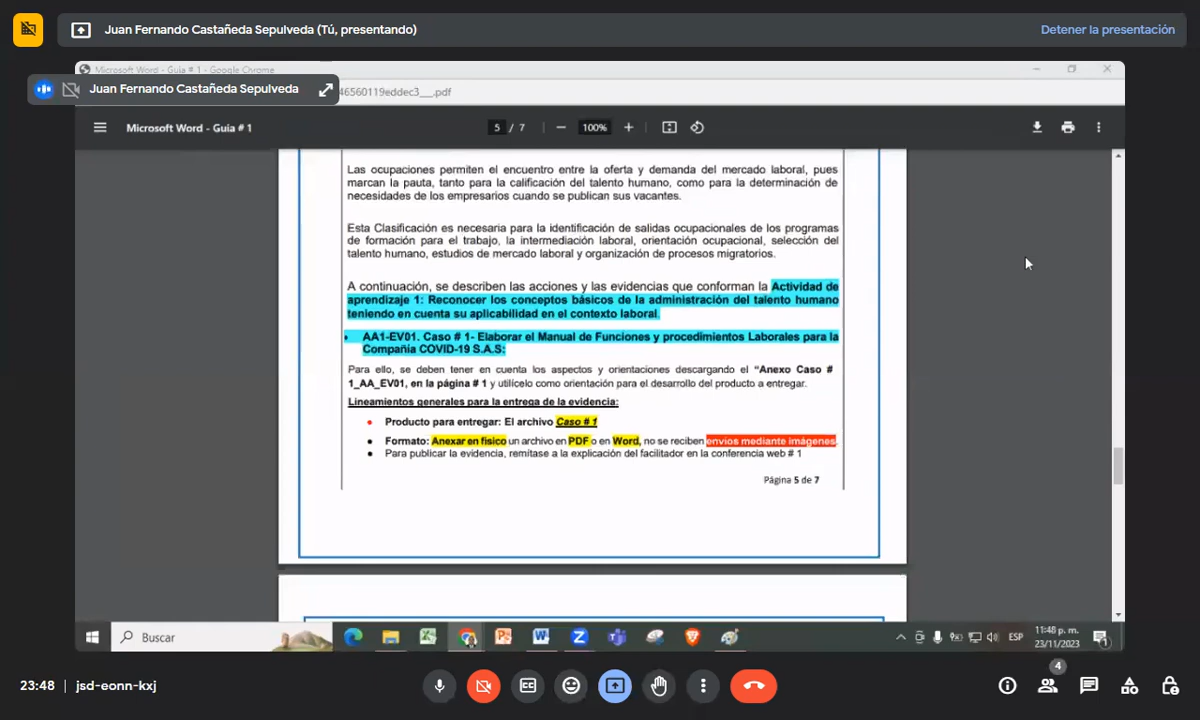 Juan Fernando Castañeda Sepulveda (Tú, presentando)
Detener la presentación
Microsoft Word - Guia # 1 - Google Chrome
Juan Fernando Castañeda Sepulveda
46560119eddec3__.pdf
Microsoft Word - Guia # 1
5 / 7
100%
Las ocupaciones permiten el encuentro entre la oferta y demanda del mercado laboral, pues
marcan la pauta, tanto para la calificación del talento humano, como para la determinación de
necesidades de los empresarios cuando se publican sus vacantes.
Esta Clasificación es necesaria para la identificación de salidas ocupacionales de los programas
de formación para el trabajo, la intermediación laboral, orientación ocupacional, selección del
talento humano, estudios de mercado laboral y organización de procesos migratorios.
A continuación, se describen las acciones y las evidencias que conforman la Actividad de
aprendizaje 1: Reconocer los conceptos básicos de la administración del talento humano
teniendo en cuenta su aplicabilidad en el contexto laboral.
• AA1-EV01. Caso # 1- Elaborar el Manual de Funciones y procedimientos Laborales para la
Compañía COVID-19 S.A.S:
Para ello, se deben tener en cuenta los aspectos y orientaciones descargando el "Anexo Caso #
1_AA_EV01, en la página # 1 y utilícelo como orientación para el desarrollo del producto a entregar.
Lineamientos generales para la entrega de la evidencia:
• Producto para entregar: El archivo Caso # 1
• Formato: Anexar en físico un archivo en PDF o en Word, no se reciben envios mediante imágenes
• Para publicar la evidencia, remítase a la explicación del facilitador en la conferencia web # 1
Página 5 de 7
Buscar
ESP
11:48 p. m.
23/11/2023
1
23:48 | jsd-eonn-kxj
4